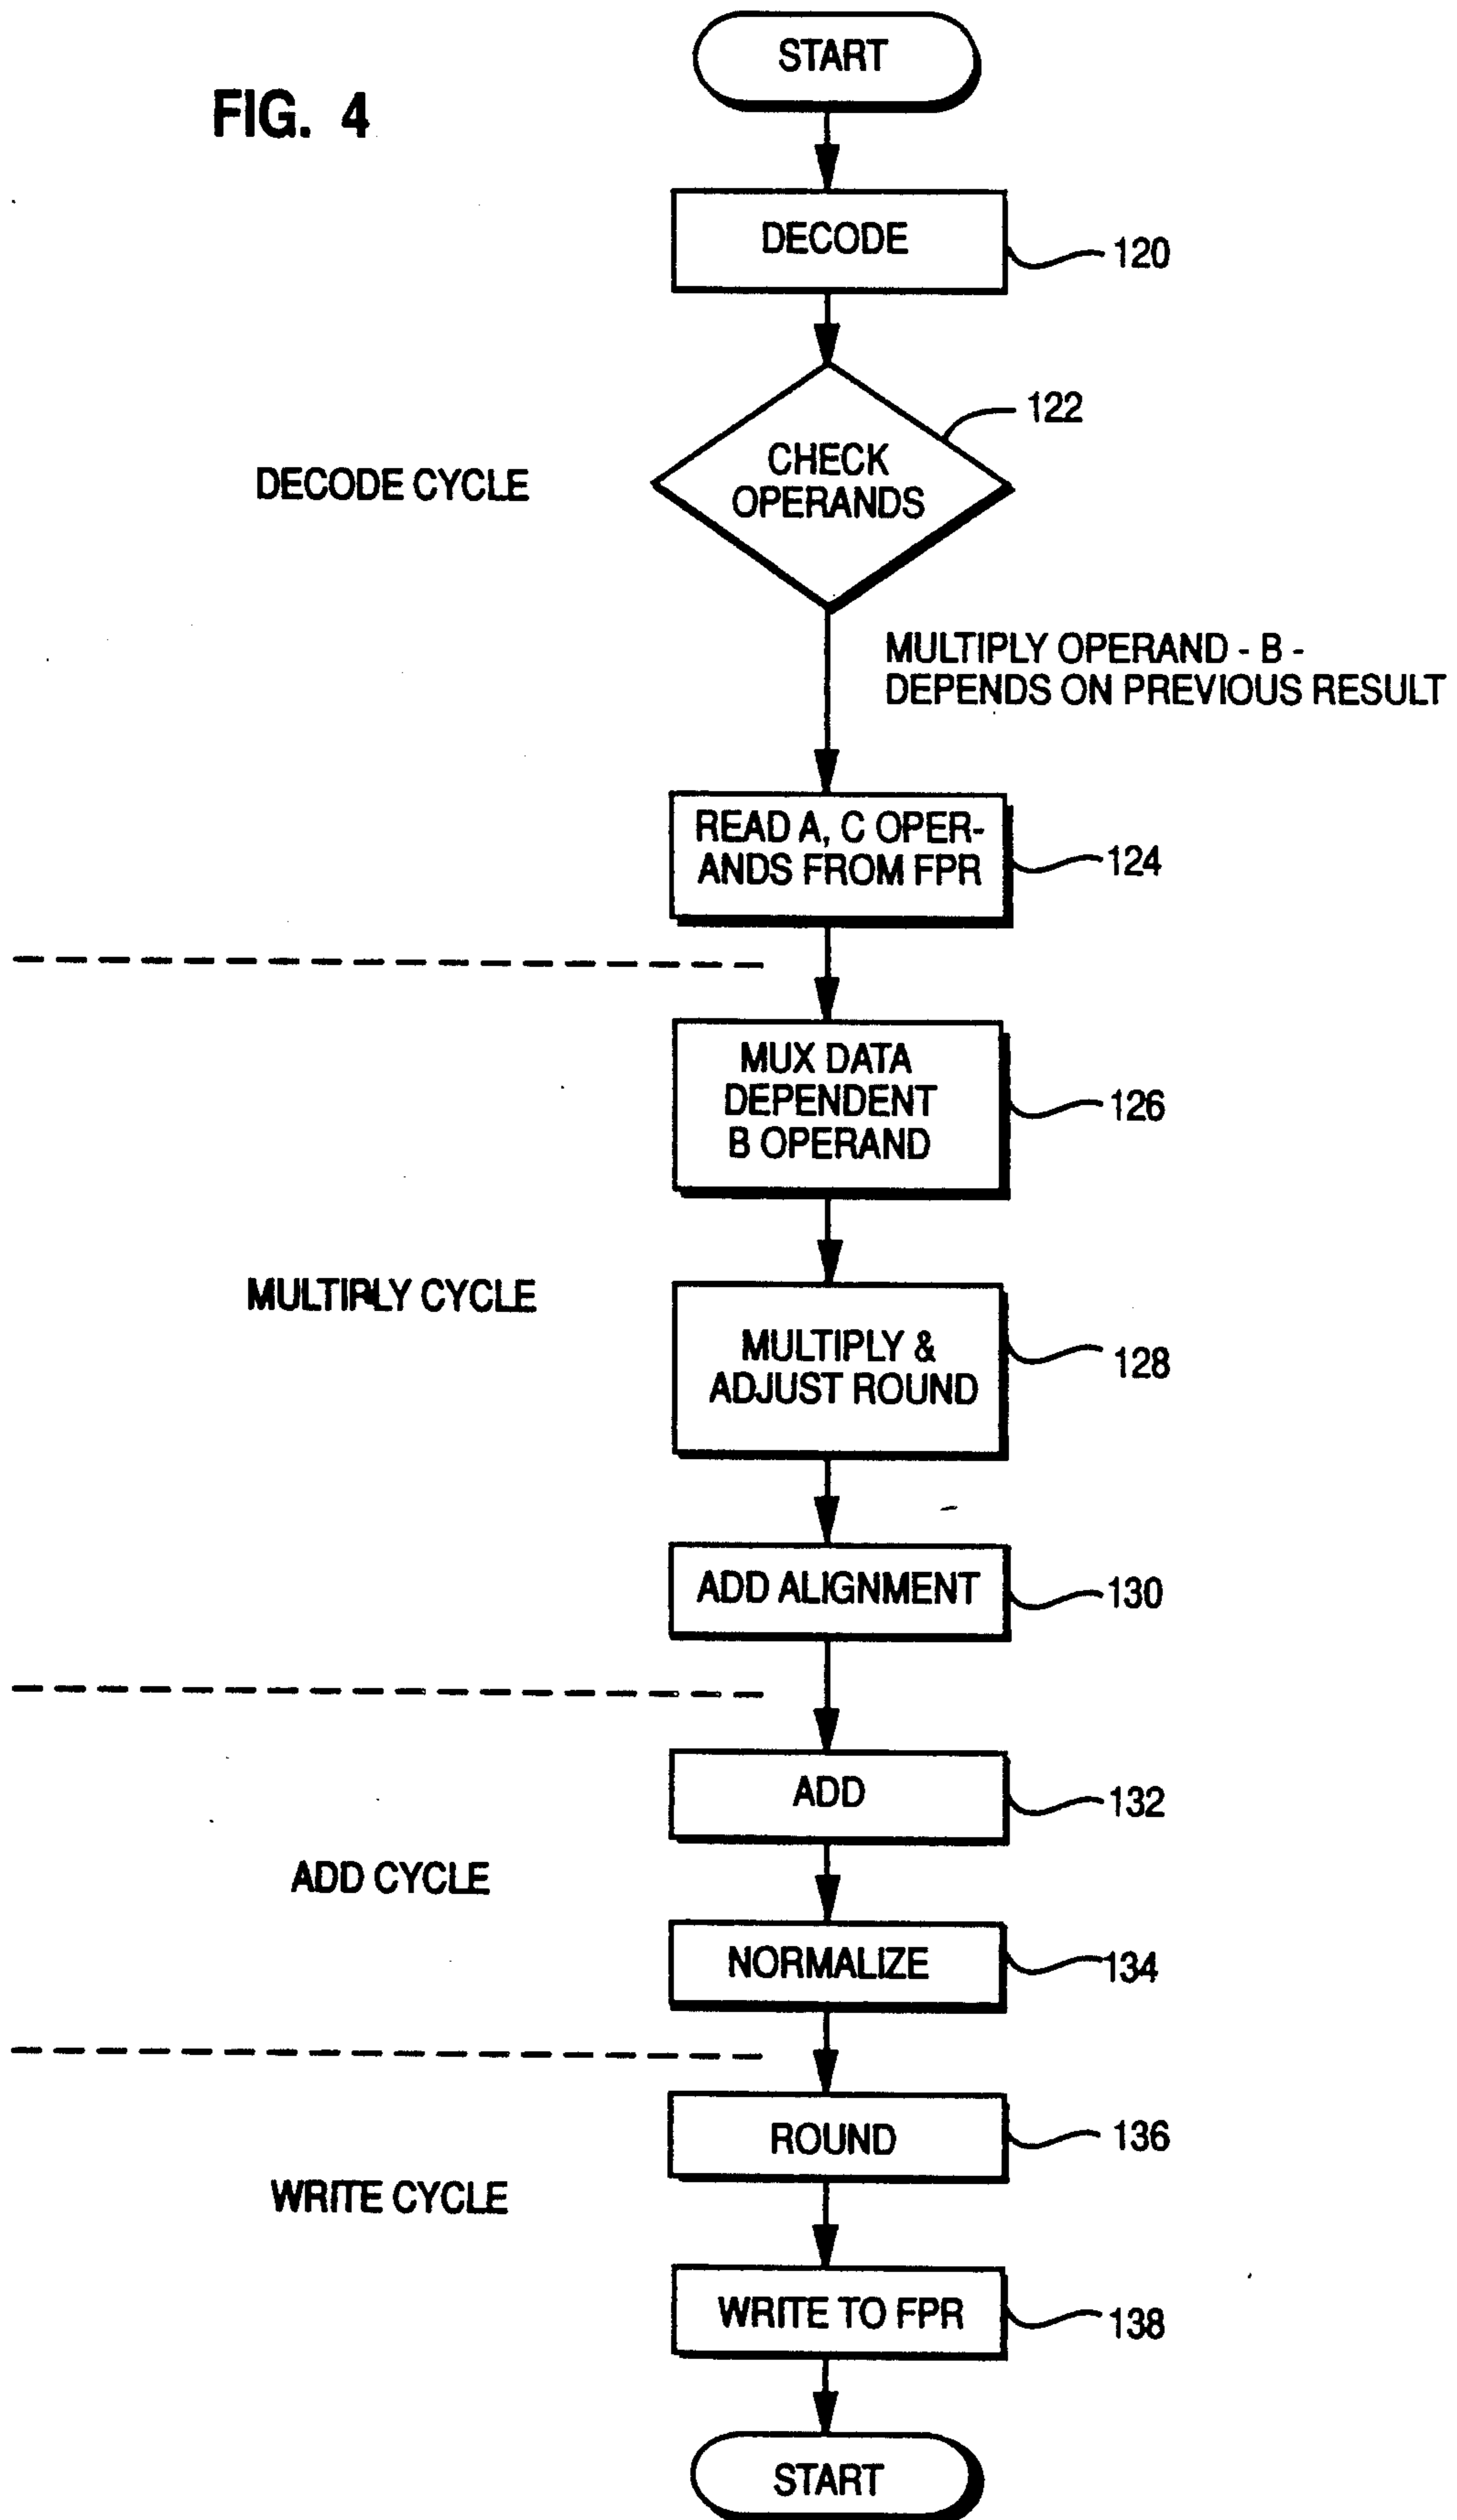 START
FIG. 4
DECODE
120
122
CHECK
OPERANDS
DECODE CYCLE
MULTIPLY OPERAND - B -
DEPENDS ON PREVIOUS RESULT
READ A, C OPER-
ANDS FROM FPR
124
MUX DATA
DEPENDENT
B OPERAND
126
MULTIPLY CYCLE
MULTIPLY &
ADJUST ROUND
128
ADD ALIGNMENT
130
ADD
132
ADD CYCLE
NORMALIZE
134
ROUND
136
WRITE CYCLE
WRITE TO FPR
138
START